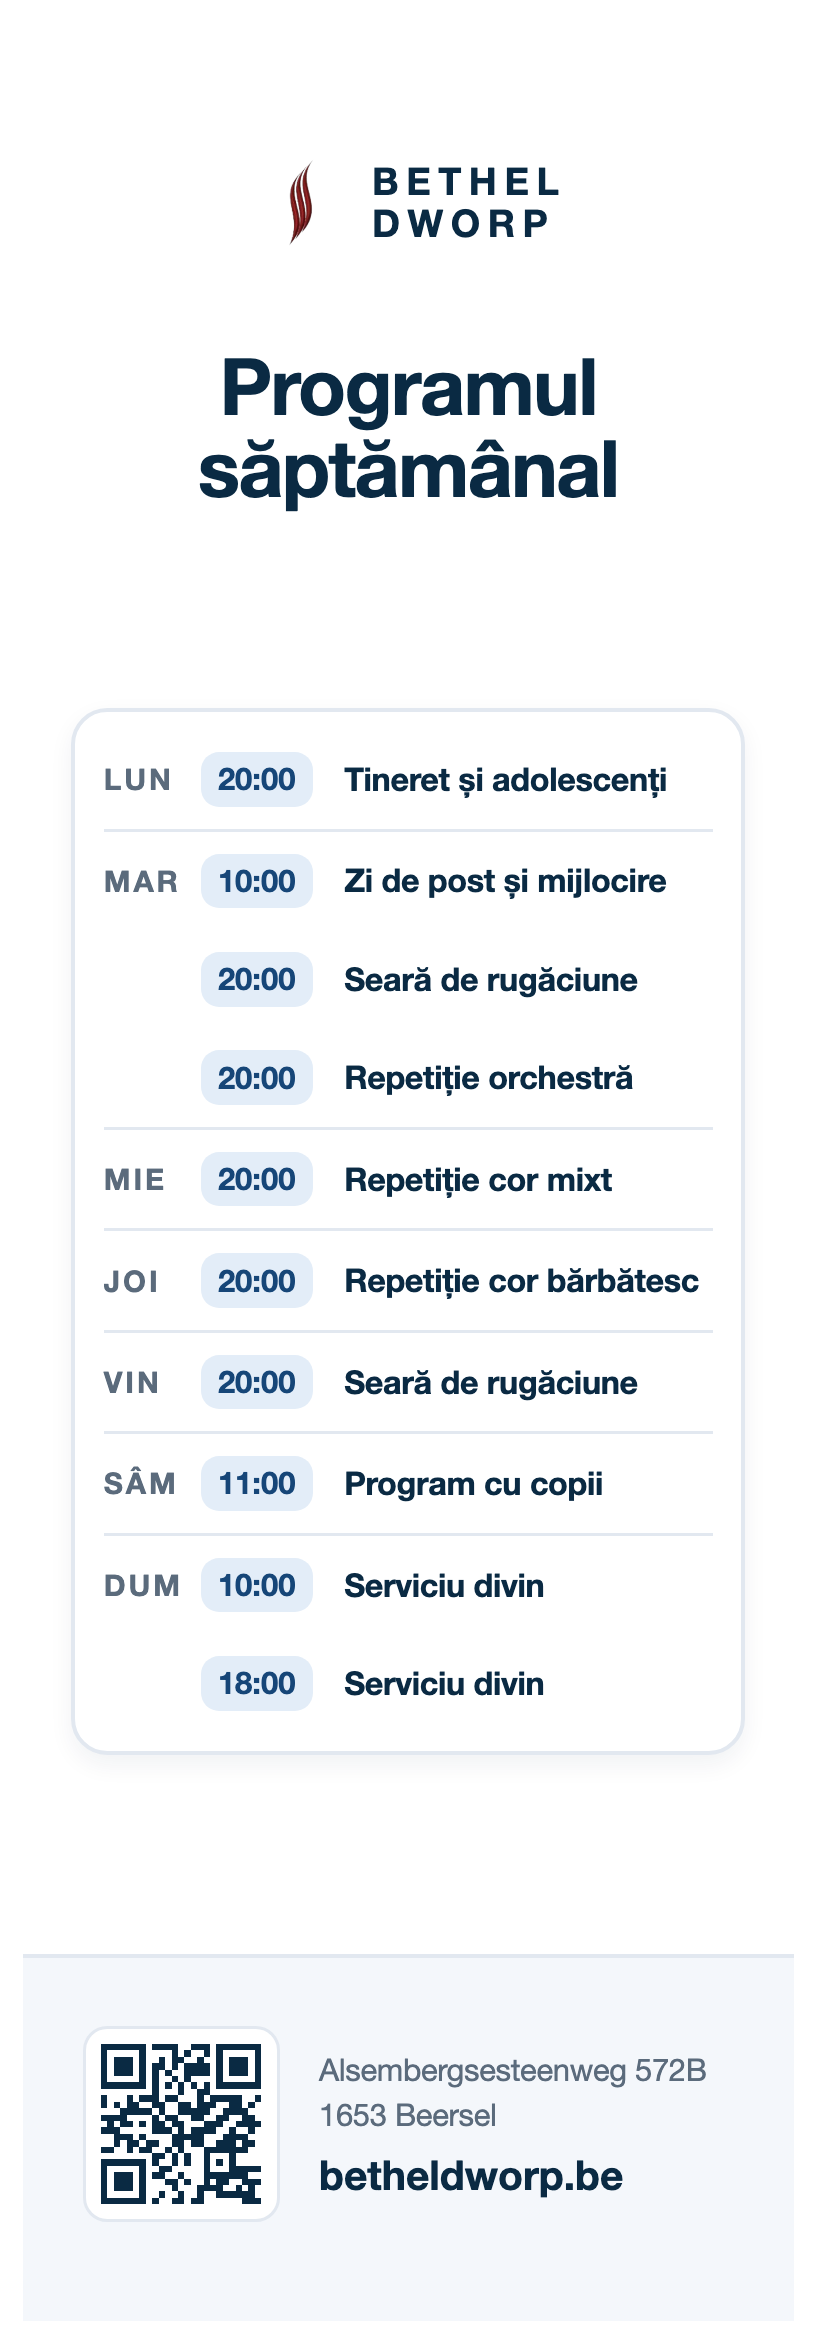 BETHEL
DWORP
Programul
săptămânal
LUN 20:00 Tineret și adolescenți
MAR 10:00 Zi de post și mijlocire
20:00 Seară de rugăciune
20:00 Repetiție orchestră
MIE 20:00 Repetiție cor mixt
JOI 20:00 Repetiție cor bărbătesc
VIN 20:00 Seară de rugăciune
SÂM 11:00 Program cu copii
DUM 10:00 Serviciu divin
18:00 Serviciu divin
Alsembergsesteenweg 572B
1653 Beersel
betheldworp.be